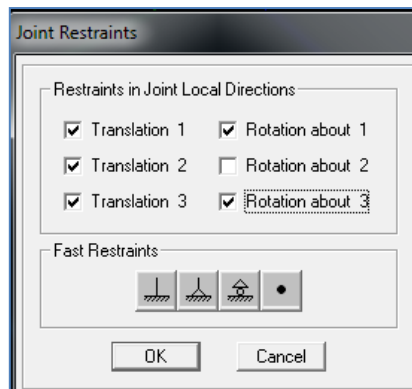 Joint Restraints
Restraints in Joint Local Directions
Translation 1 Rotation about 1
Translation 2 Rotation about 2
Translation 3 Rotation about 3
Fast Restraints
OK Cancel